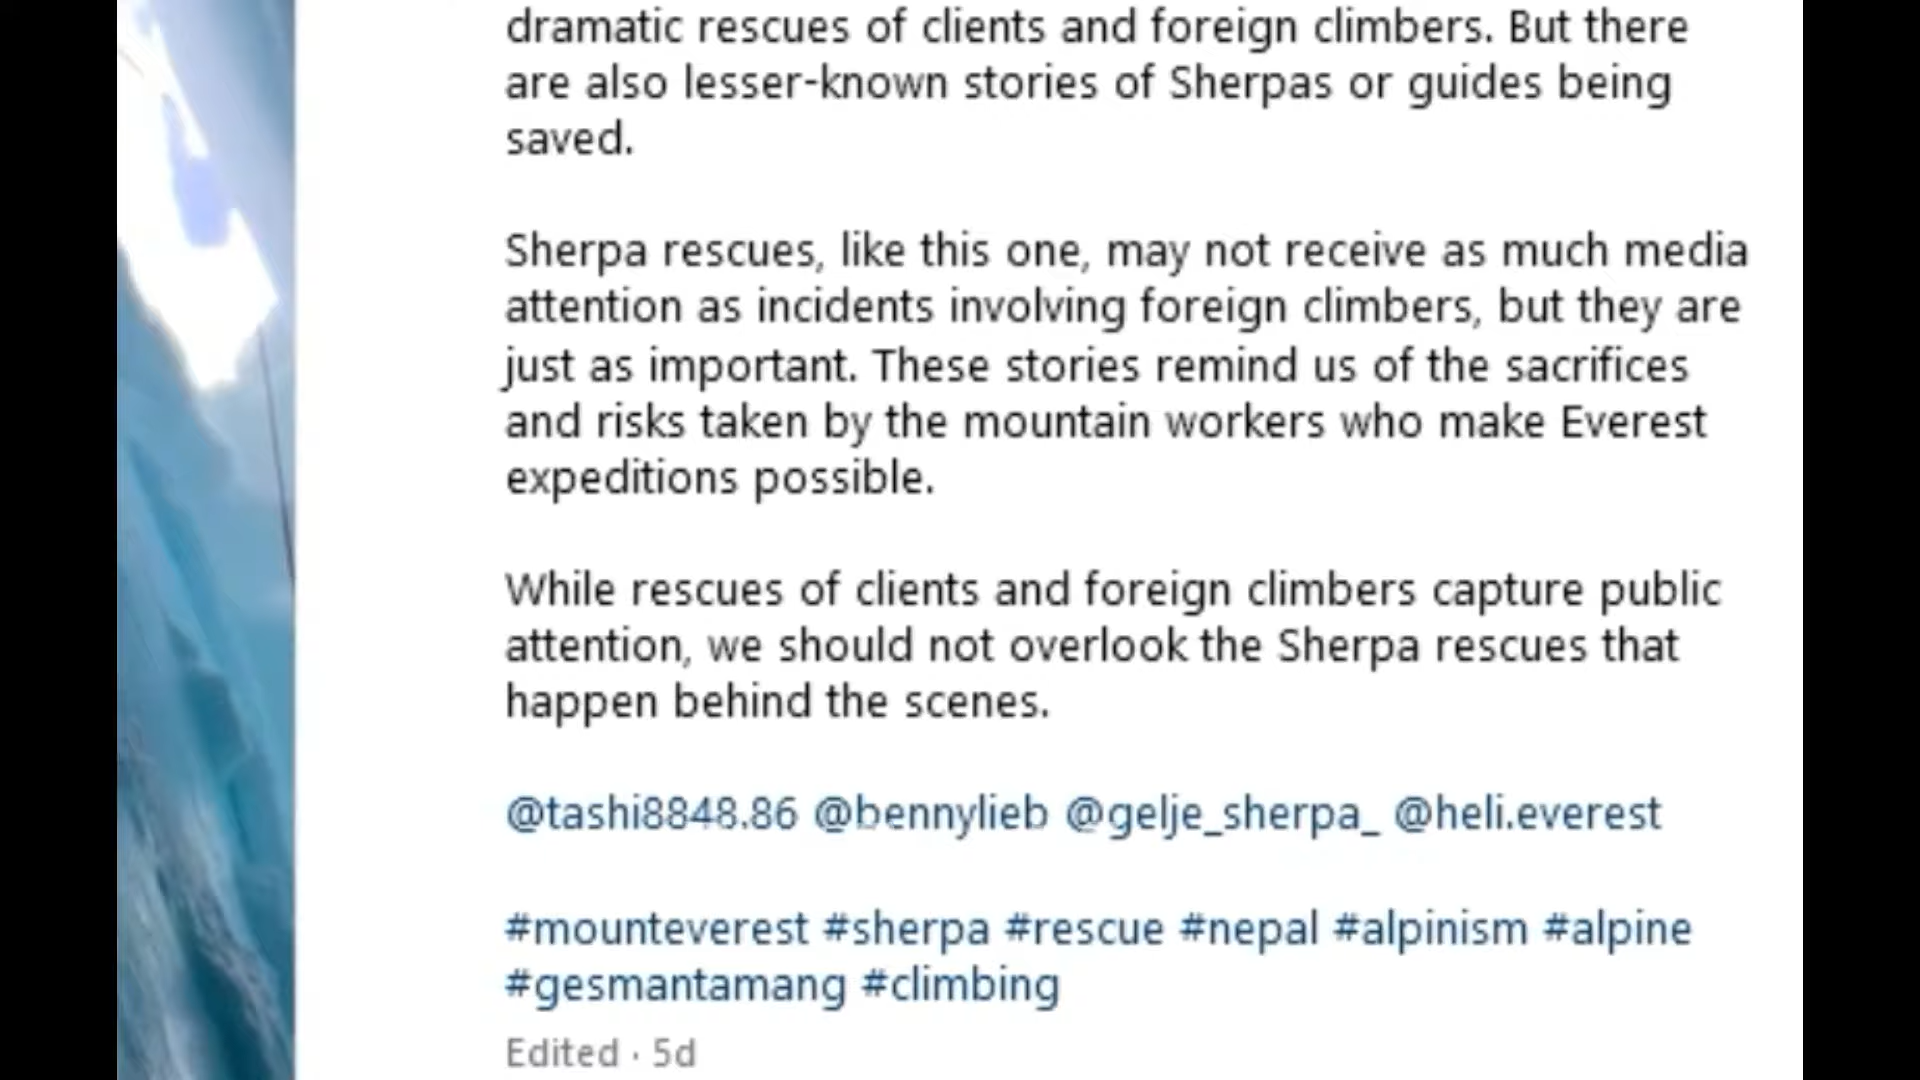 dramatic rescues of clients and foreign climbers. But there
are also lesser-known stories of Sherpas or guides being
saved.
Sherpa rescues, like this one, may not receive as much media
attention as incidents involving foreign climbers, but they are
just as important. These stories remind us of the sacrifices
and risks taken by the mountain workers who make Everest
expeditions possible.
While rescues of clients and foreign climbers capture public
attention, we should not overlook the Sherpa rescues that
happen behind the scenes.
@tashi8848.86 @bennylieb @gelje_sherpa_ @heli.everest
#mounteverest #sherpa #rescue #nepal #alpinism #alpine
#gesmantamang #climbing
Edited · 5d